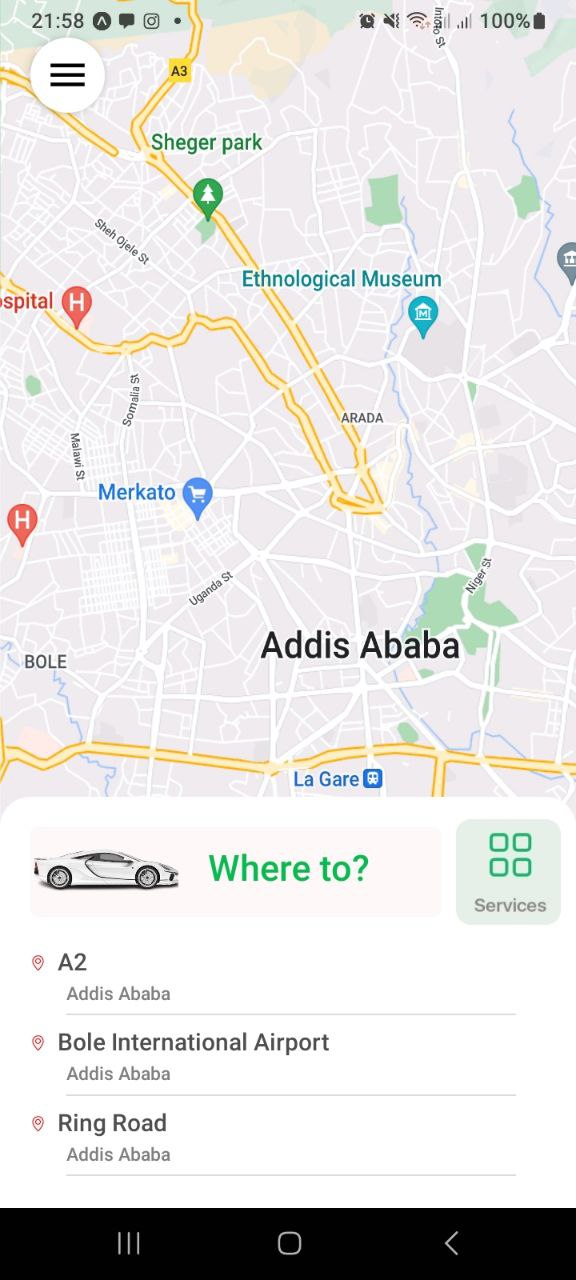 21:58
100%
Intoto St
A3
Sheger park
Sheh Ojele St
Ethnological Museum
ospital
H
M
Somalia St
ARADA
Malawi St
Merkato
H
Niger St
Uganda St
Addis Ababa
BOLE
La Gare
Where to?
Services
A2
Addis Ababa
Bole International Airport
Addis Ababa
Ring Road
Addis Ababa